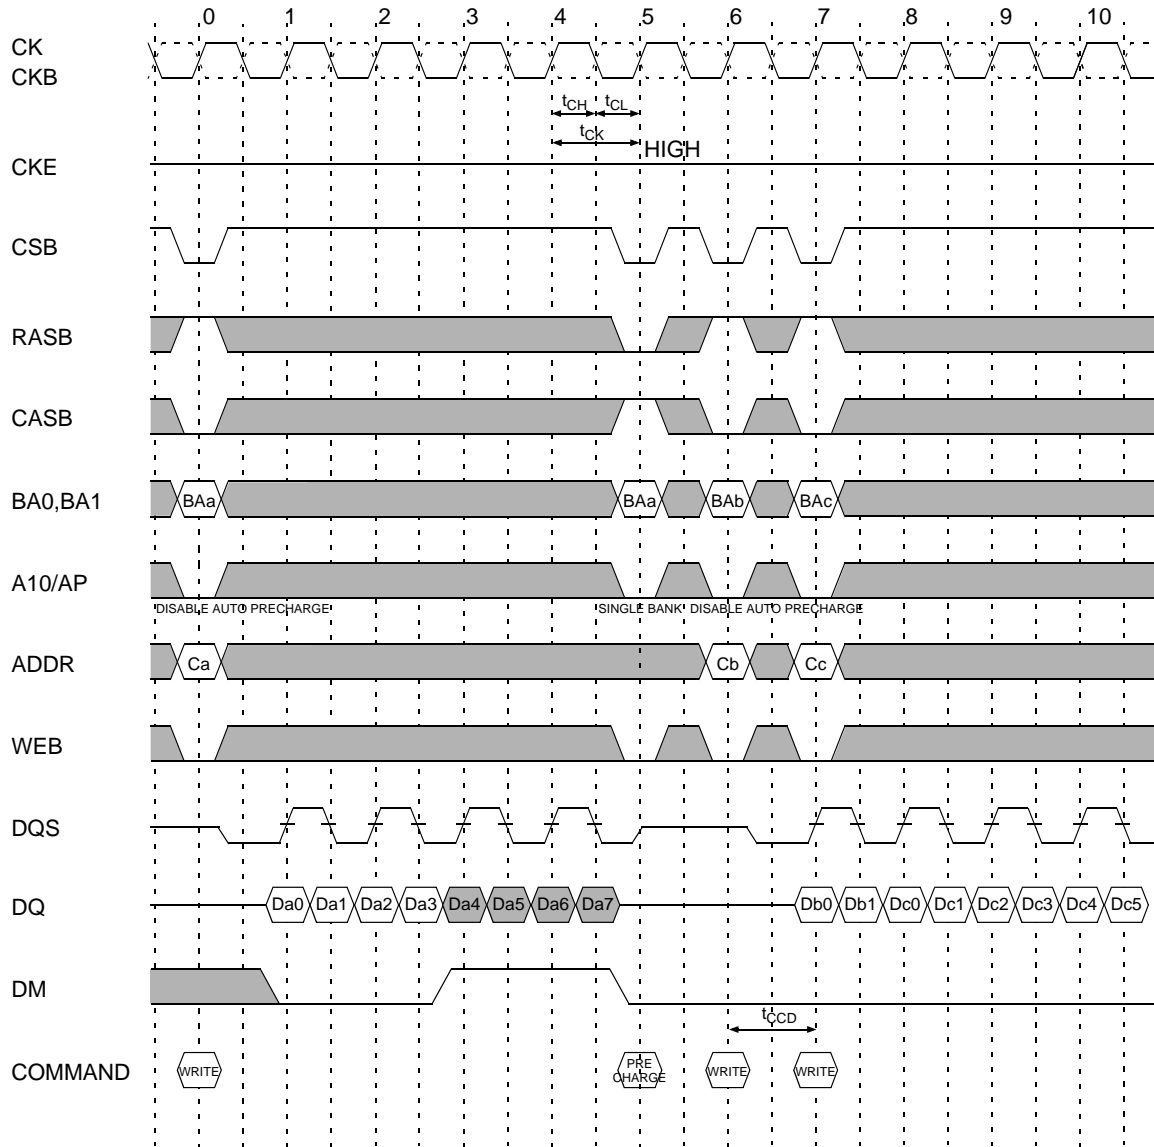 0 1 2 3 4 5 6 7 8 9 10
CK
CKB
tCH tCL
tCK
HIGH
CKE
CSB
RASB
CASB
BA0,BA1 BAa BAa BAb BAc
A10/AP
DISABLE AUTO PRECHARGE SINGLE BANK DISABLE AUTO PRECHARGE
ADDR Ca Cb Cc
WEB
DQS
DQ Da0 Da1 Da2 Da3 Da4 Da5 Da6 Da7 Db0 Db1 Dc0 Dc1 Dc2 Dc3 Dc4 Dc5
DM
tCCD
COMMAND WRITE PRE CHARGE WRITE WRITE